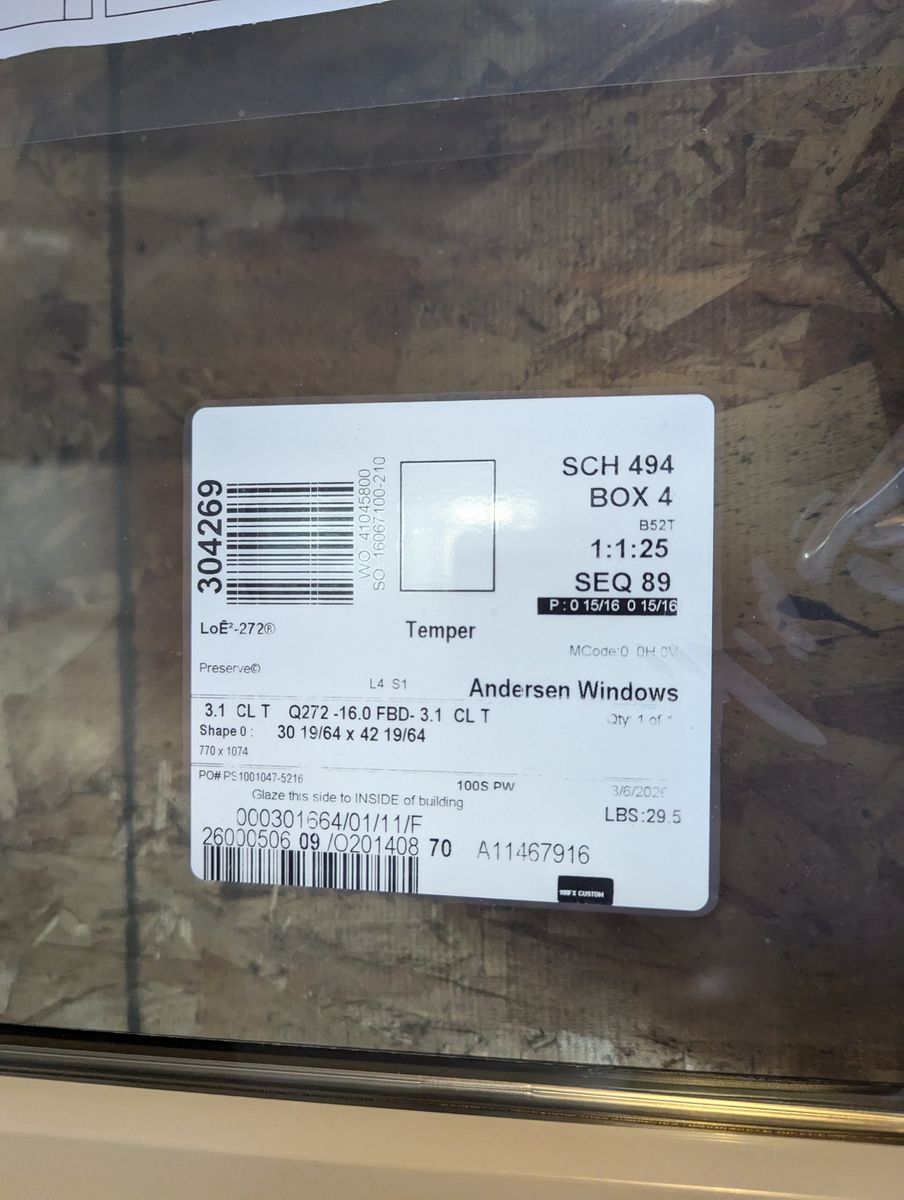 304269
WO 41045800
SO 16067100-210
SCH 494
BOX 4
B52T
1:1:25
SEQ 89
P: 0 15/16 0 15/16
LoĒ²-272®
Temper
MCode:0 0H 0V
Preserve©
L4 S1
Andersen Windows
3.1 CL T Q272 -16.0 FBD- 3.1 CL T
Qty: 1 of
Shape 0 : 30 19/64 x 42 19/64
770 x 1074
PO# PS1001047-5216
100S PW
3/6/2026
Glaze this side to INSIDE of building
LBS:29.5
000301664/01/11/F
26000506 09 /O201408 70 A11467916
100FX CUSTOM